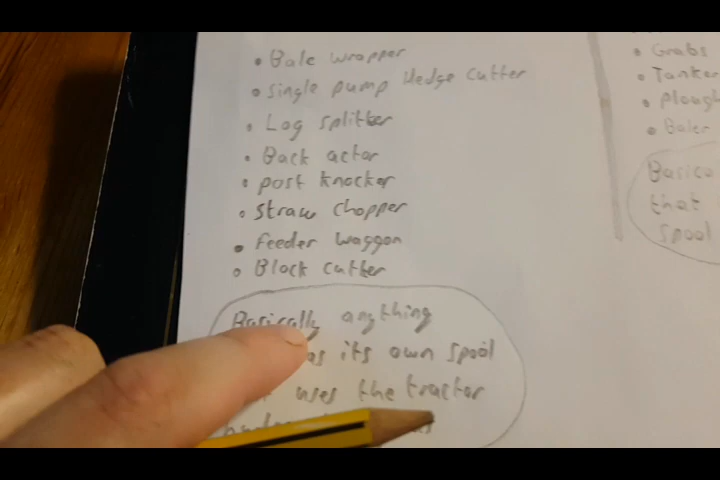 Bale wrapper
single pump Hedge cutter
Log splitter
Back actor
post knocker
straw chopper
feeder waggon
Block cutter
Basically anything
its own spool
uses the tractor
Grabs
Tanker
Plough
Baler
Basica
that
spool